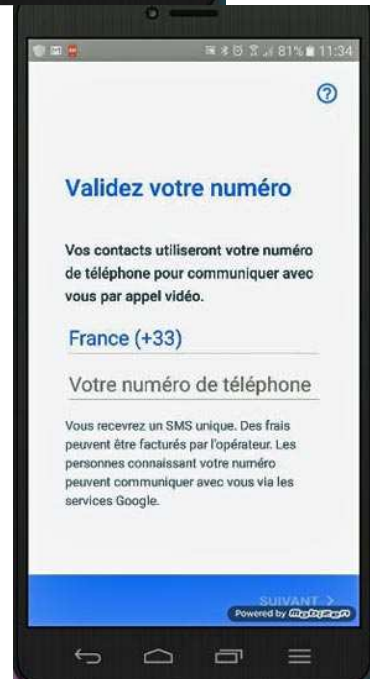 81% 11:34
Validez votre numéro
Vos contacts utiliseront votre numéro
de téléphone pour communiquer avec
vous par appel vidéo.
France (+33)
Votre numéro de téléphone
Vous recevrez un SMS unique. Des frais
peuvent être facturés par l'opérateur. Les
personnes connaissant votre numéro
peuvent communiquer avec vous via les
services Google.
SUIVANT >
Powered by Mobizen